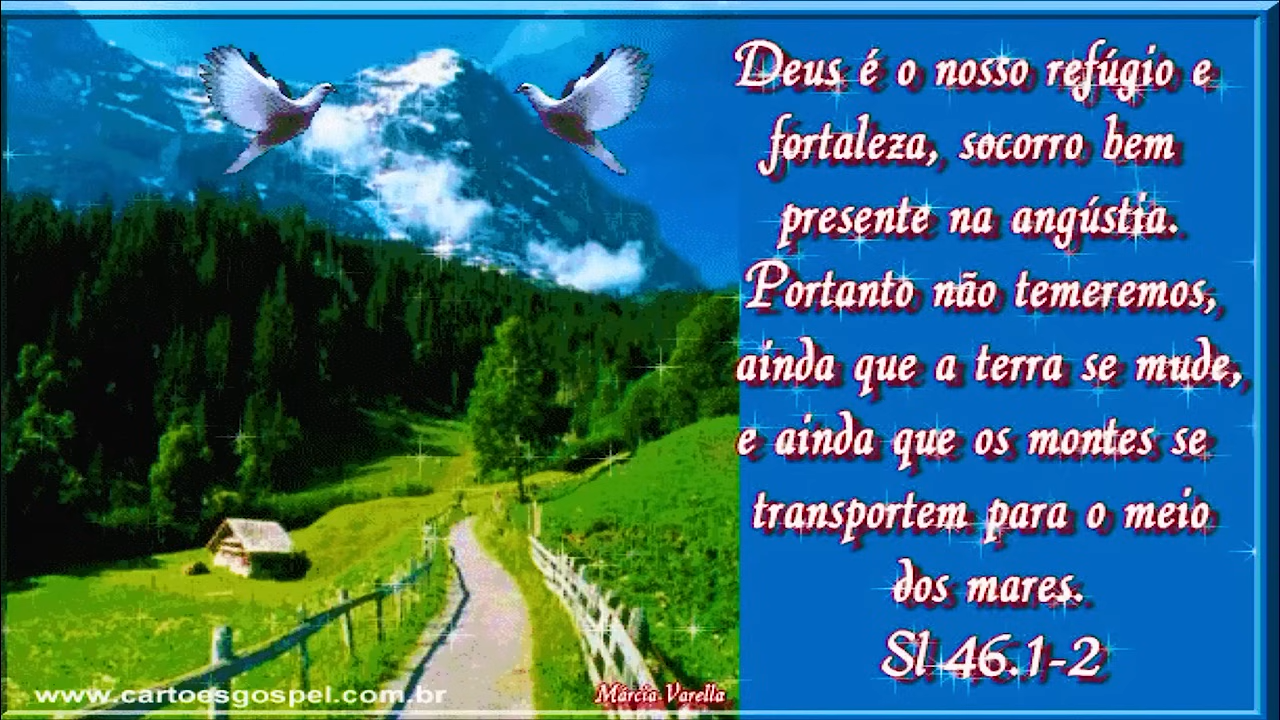 Deus é o nosso refúgio e
fortaleza, socorro bem
presente na angústia.
Portanto não temeremos,
ainda que a terra se mude,
e ainda que os montes se
transportem para o meio
dos mares.
Sl 46.1-2
www.cartoesgospel.com.br
Márcia Varella